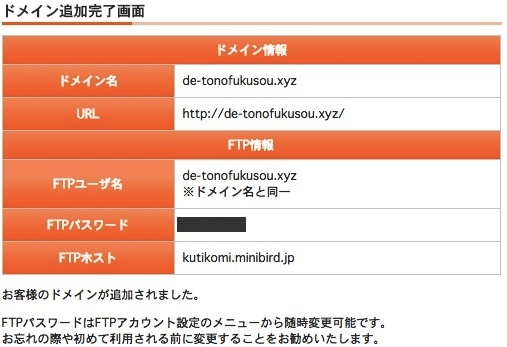 ドメイン追加完了画面
ドメイン情報
ドメイン名 de-tonofukusou.xyz
URL http://de-tonofukusou.xyz/
FTP情報
FTPユーザ名 de-tonofukusou.xyz
※ドメイン名と同一
FTPパスワード
FTPホスト kutikomi.minibird.jp
お客様のドメインが追加されました。
FTPパスワードはFTPアカウント設定のメニューから随時変更可能です。
お忘れの際や初めて利用される前に変更することをお勧めいたします。